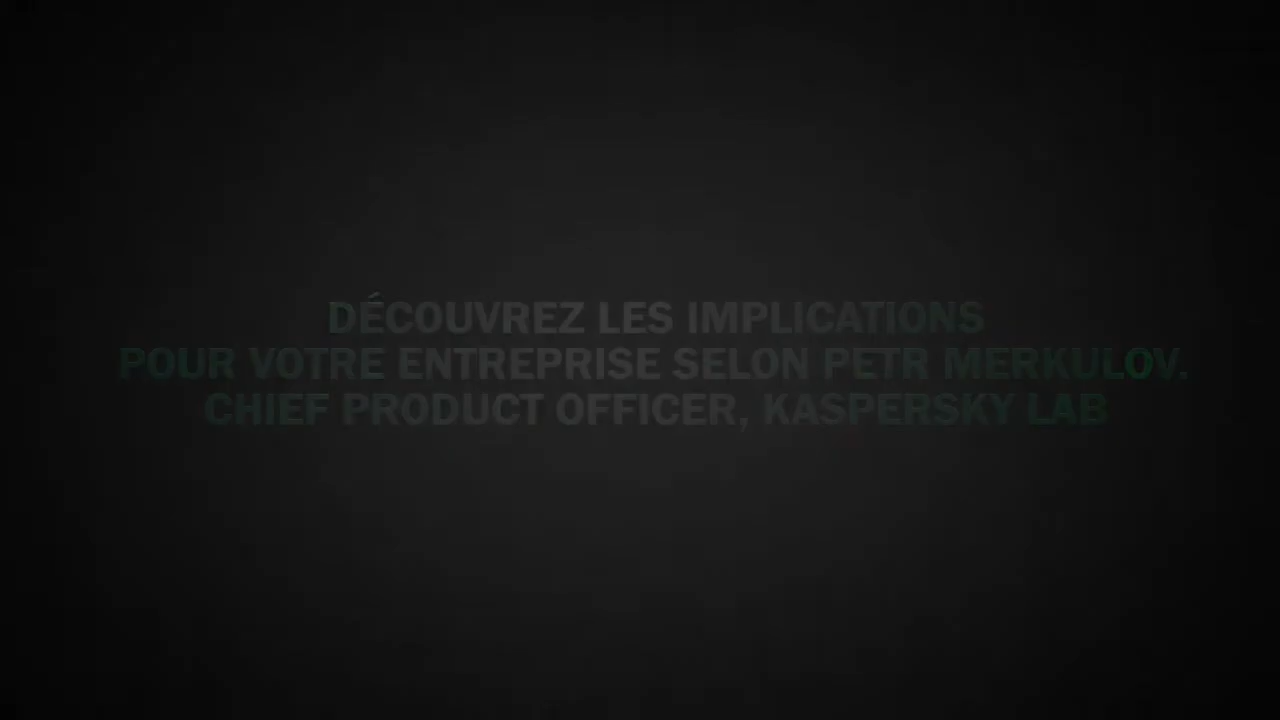 DÉCOUVREZ LES IMPLICATIONS
POUR VOTRE ENTREPRISE SELON PETR MERKULOV.
CHIEF PRODUCT OFFICER, KASPERSKY LAB